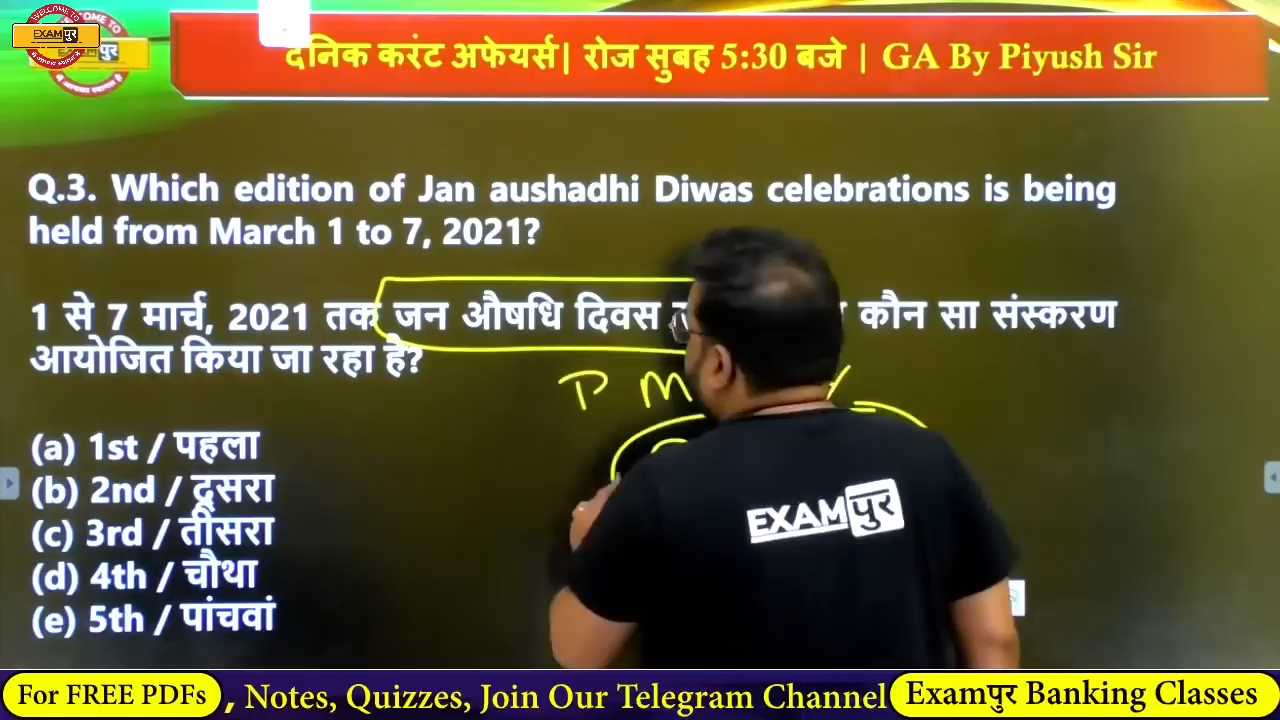 WELCOME TO
EXAMपुर
दैनिक करंट अफेयर्स| रोज सुबह 5:30 बजे | GA By Piyush Sir
Q.3. Which edition of Jan aushadhi Diwas celebrations is being
held from March 1 to 7, 2021?
1 से 7 मार्च, 2021 तक जन औषधि दिवस कौन सा संस्करण
आयोजित किया जा रहा है?
P M
(a) 1st / पहला
(b) 2nd / दूसरा
(c) 3rd / तीसरा
(d) 4th / चौथा
(e) 5th / पांचवां
EXAMपुर
For FREE PDFs , Notes, Quizzes, Join Our Telegram Channel Examपुर Banking Classes